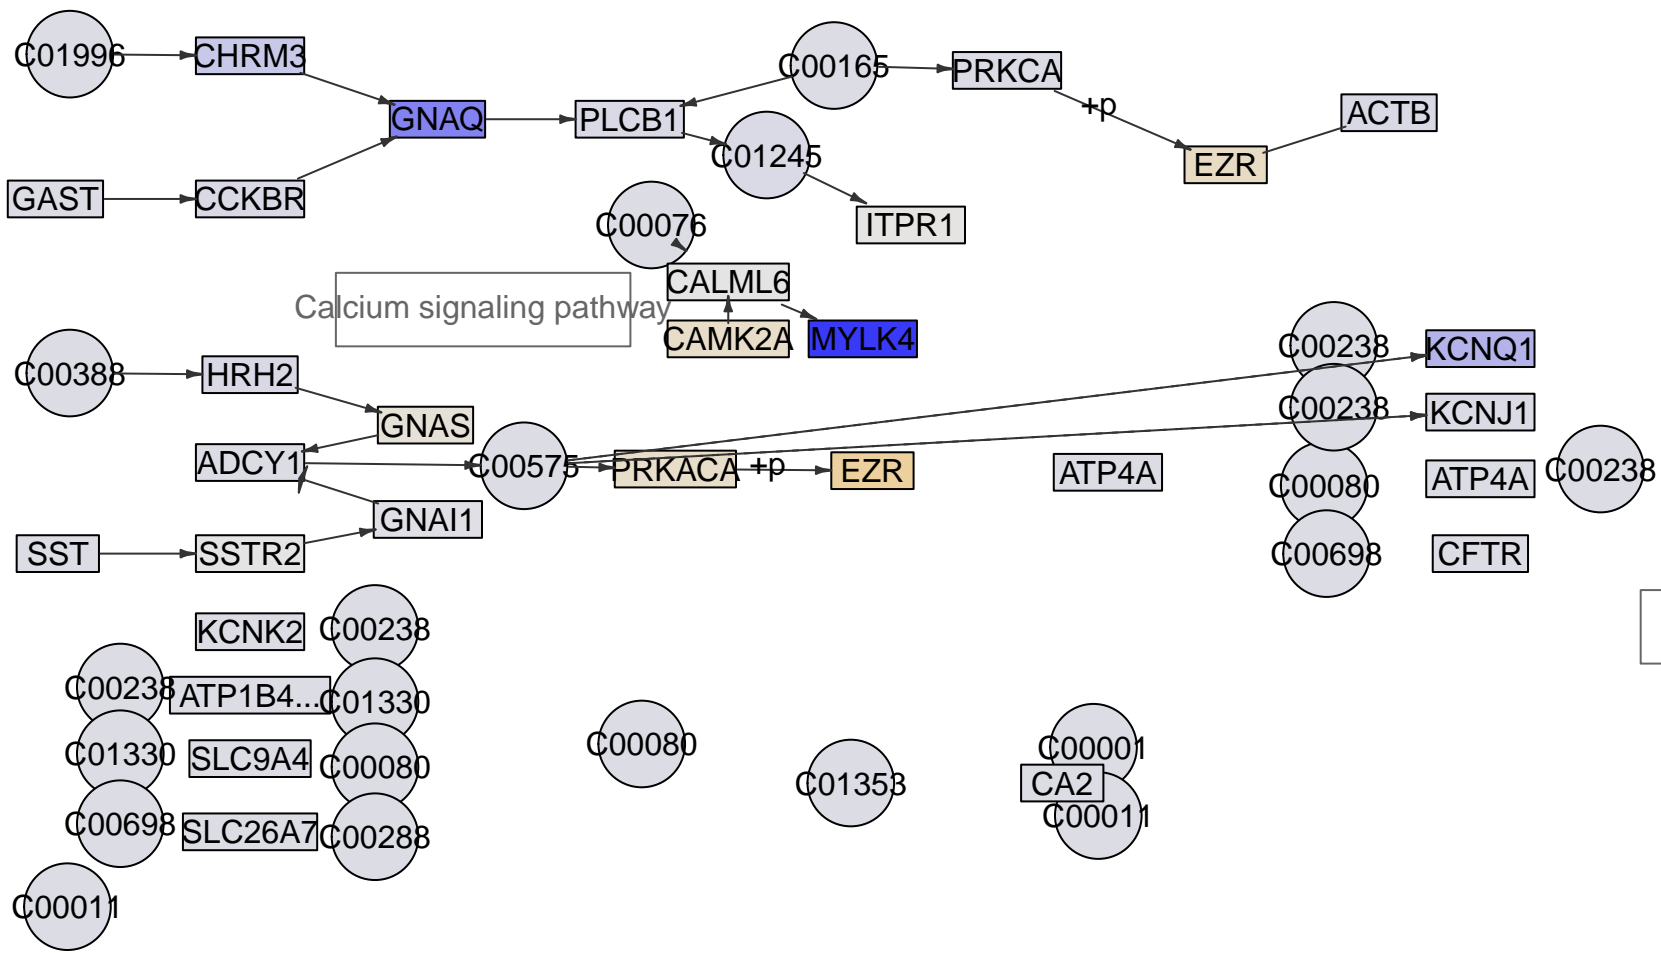 C01996
CHRM3
C00165
PRKCA
+p
ACTB
GNAQ
PLCB1
C01245
EZR
GAST
CCKBR
C00076
ITPR1
CALML6
Calcium signaling pathway
CAMK2A
MYLK4
C00238
KCNQ1
C00388
HRH2
C00238
KCNJ1
GNAS
ADCY1
C00575
PRKACA
+p
EZR
ATP4A
C00080
ATP4A
C00238
GNAI1
SST
SSTR2
C00698
CFTR
KCNK2
C00238
C00238
ATP1B4...
C01330
C01330
SLC9A4
C00080
C00080
C01353
C00001
CA2
C00011
C00698
SLC26A7
C00288
C00011